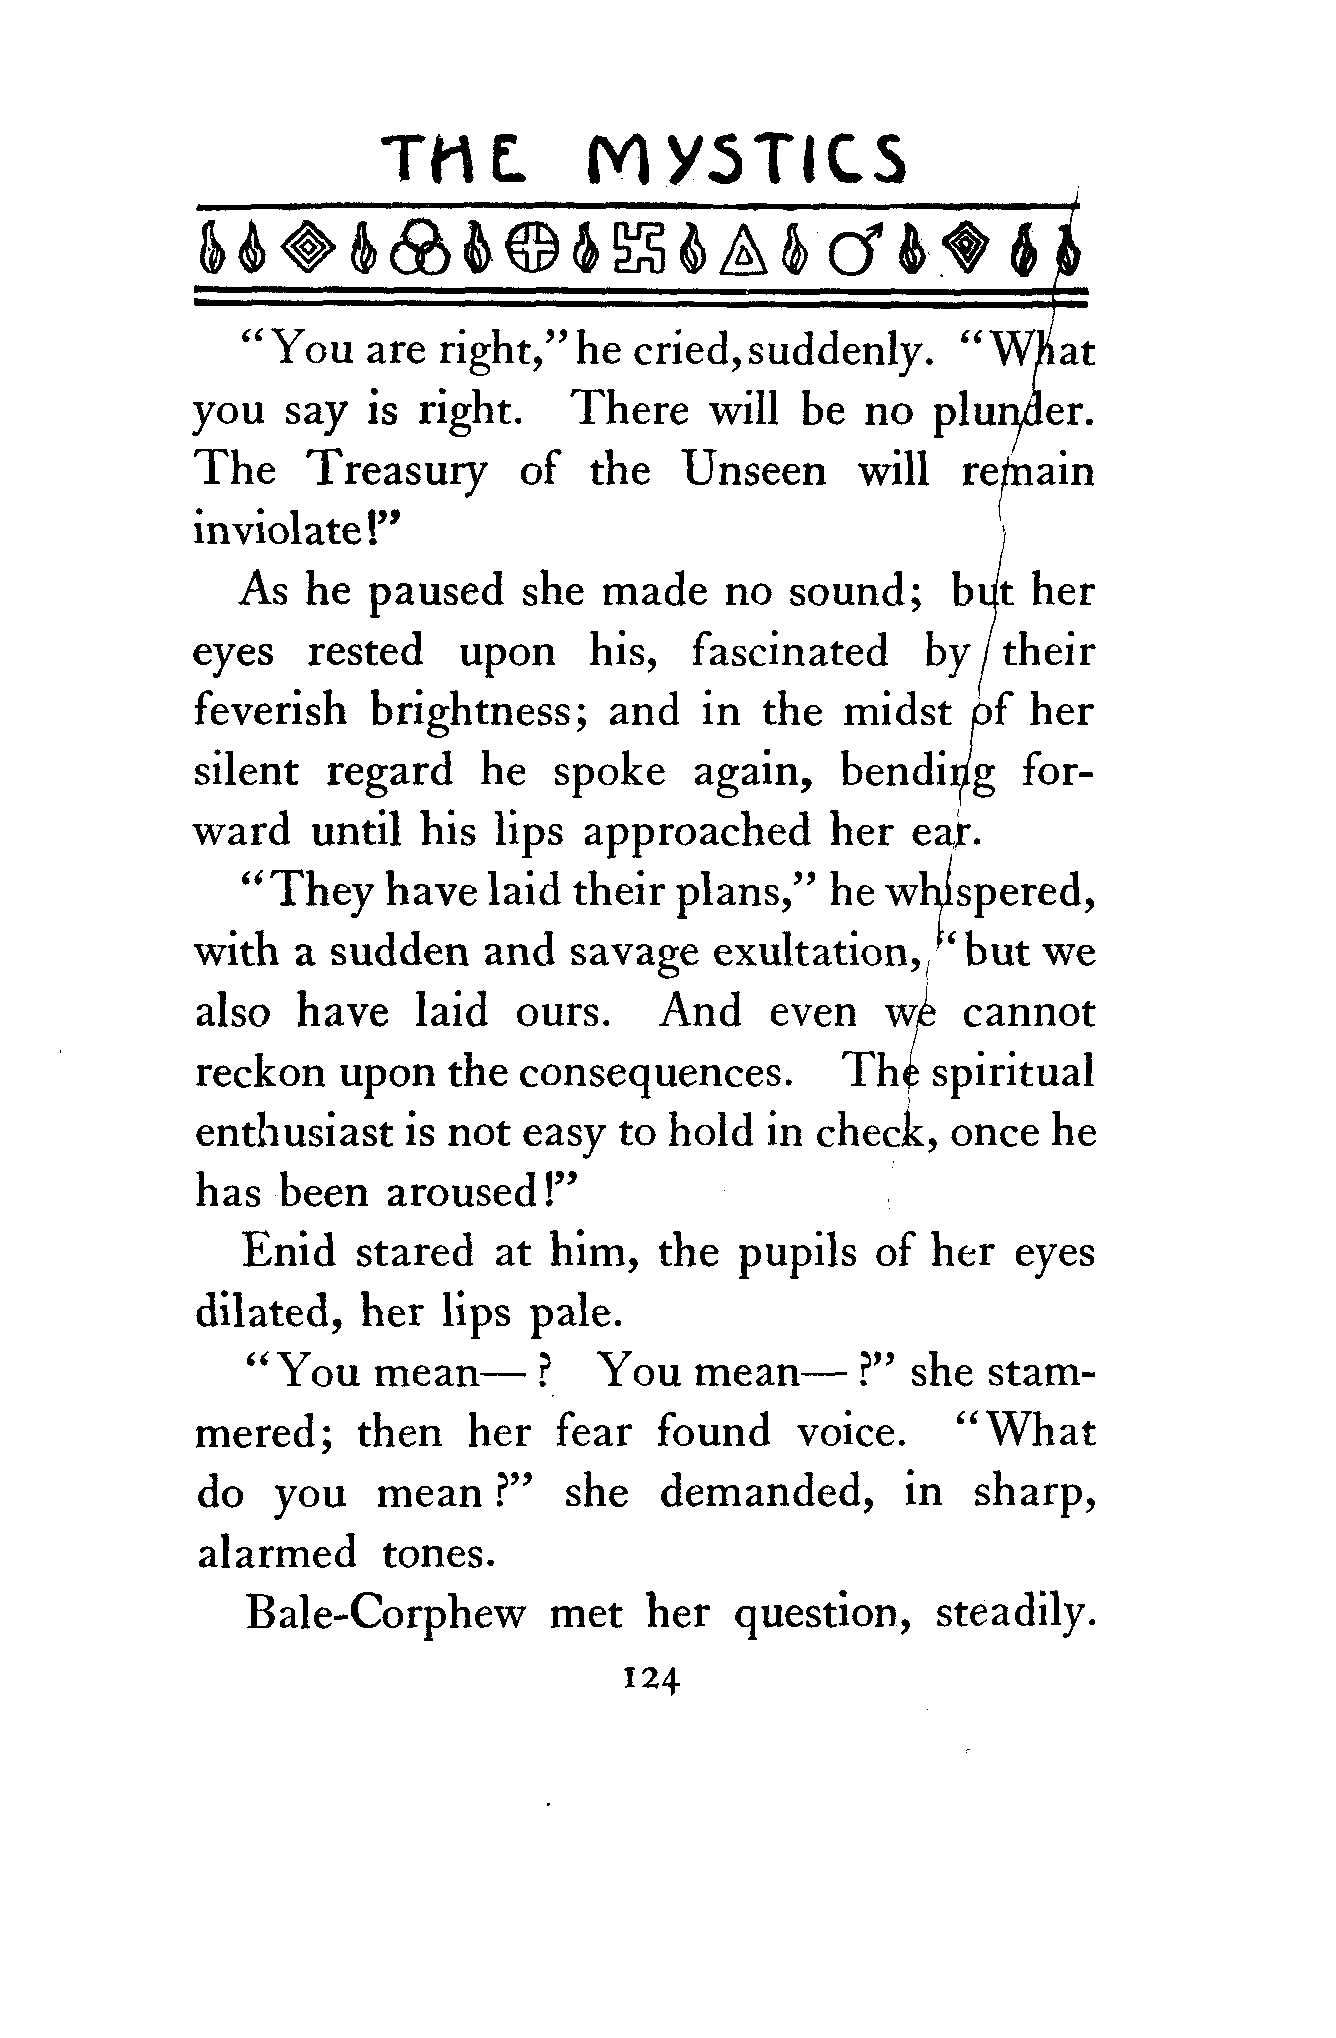 THE MYSTICS
"You are right," he cried, suddenly. "What
you say is right. There will be no plunder.
The Treasury of the Unseen will remain
inviolate!"
As he paused she made no sound; but her
eyes rested upon his, fascinated by their
feverish brightness; and in the midst of her
silent regard he spoke again, bending for-
ward until his lips approached her ear.
"They have laid their plans," he whispered,
with a sudden and savage exultation, "but we
also have laid ours. And even we cannot
reckon upon the consequences. The spiritual
enthusiast is not easy to hold in check, once he
has been aroused!"
Enid stared at him, the pupils of her eyes
dilated, her lips pale.
"You mean—? You mean—?" she stam-
mered; then her fear found voice. "What
do you mean?" she demanded, in sharp,
alarmed tones.
Bale-Corphew met her question, steadily.
124